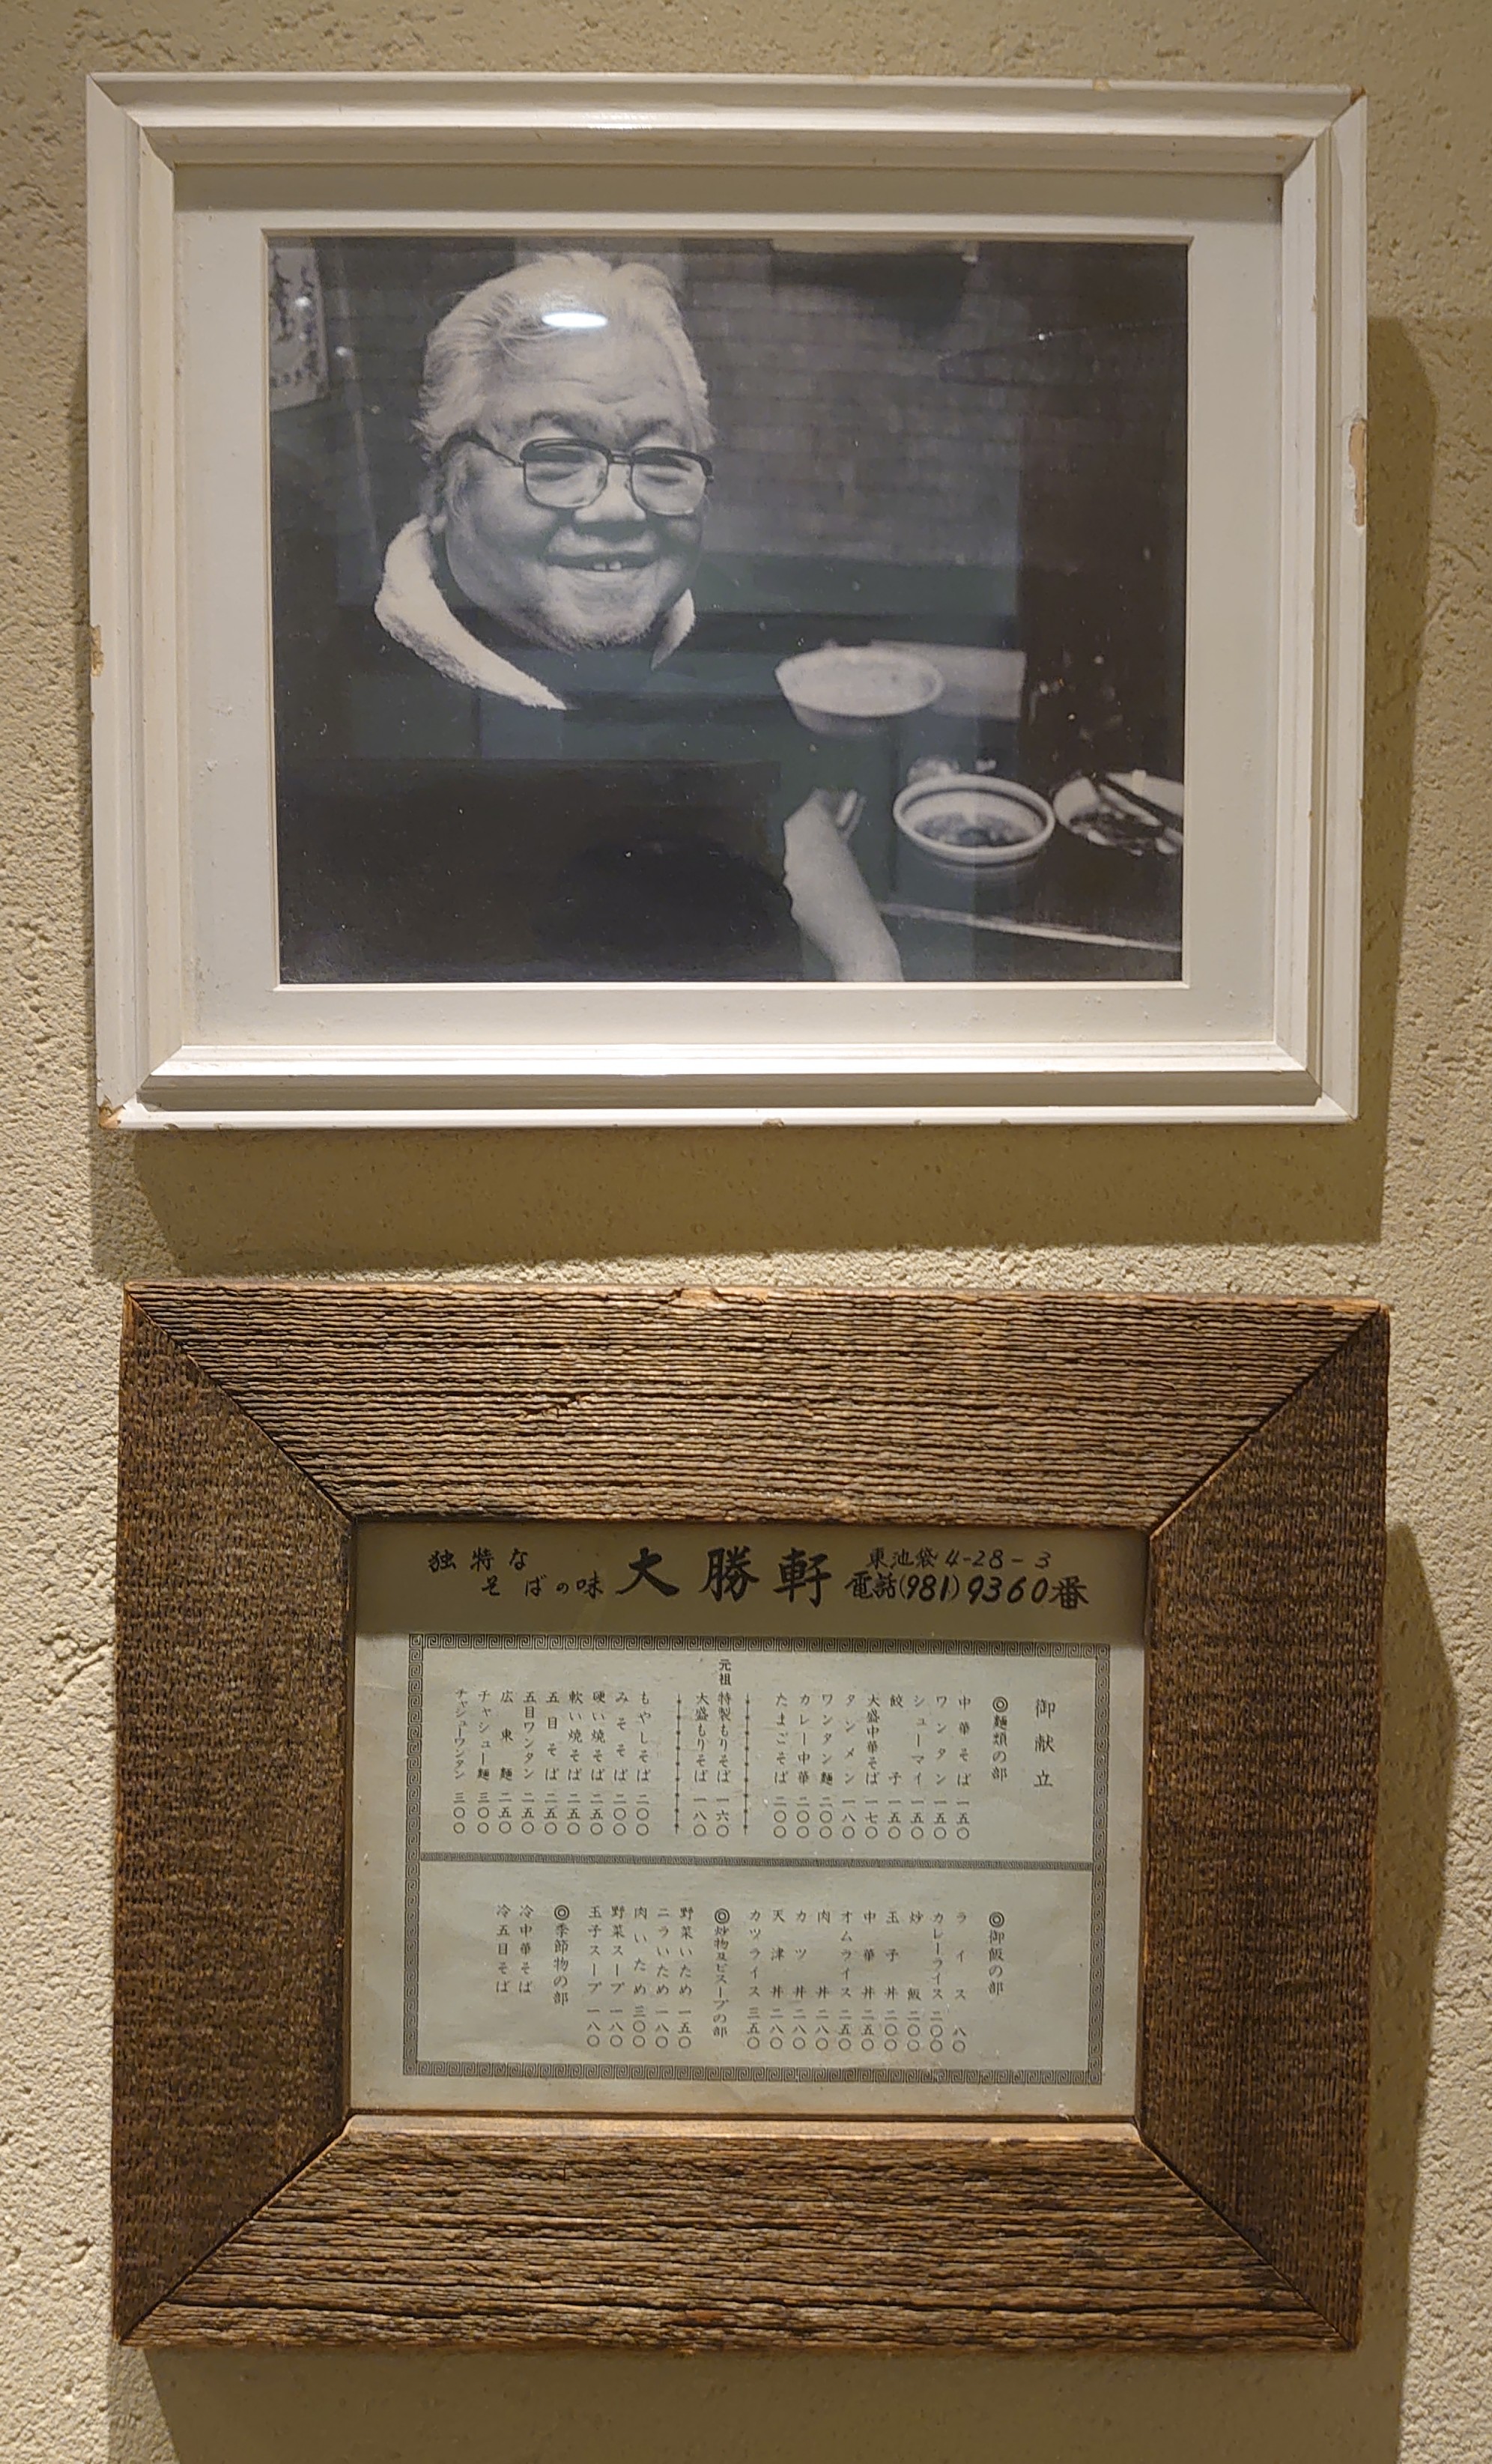 独特な
そばの味
大勝軒
東池袋4-28-3
電話(981)9360番
御献立
◎麺類の部
中華そば 一五〇
ワンタン 一五〇
シューマイ 一五〇
餃子 一五〇
大盛中華そば 一七〇
タンメン 一八〇
ワンタン麺 二〇〇
カレー中華 二〇〇
たまごそば 二〇〇
元祖 特製もりそば 一六〇
大盛もりそば 一八〇
もやしそば 二〇〇
みそそば 二〇〇
硬い焼そば 二五〇
軟い焼そば 二五〇
五目そば 二五〇
五目ワンタン 二五〇
広東麺 二五〇
チャシュー麺 三〇〇
チャジューワンタン 三〇〇
◎御飯の部
ライス 八〇
カレーライス 二〇〇
炒飯 二〇〇
玉子丼 二〇〇
中華丼 二五〇
オムライス 二五〇
肉丼 二八〇
カツ丼 二八〇
天津丼 二八〇
カツライス 三五〇
◎炒物及ビスープの部
野菜いため 一五〇
ニラいため 一八〇
肉いため 三〇〇
野菜スープ 一八〇
玉子スープ 一八〇
◎季節物の部
冷中華そば
冷五目そば